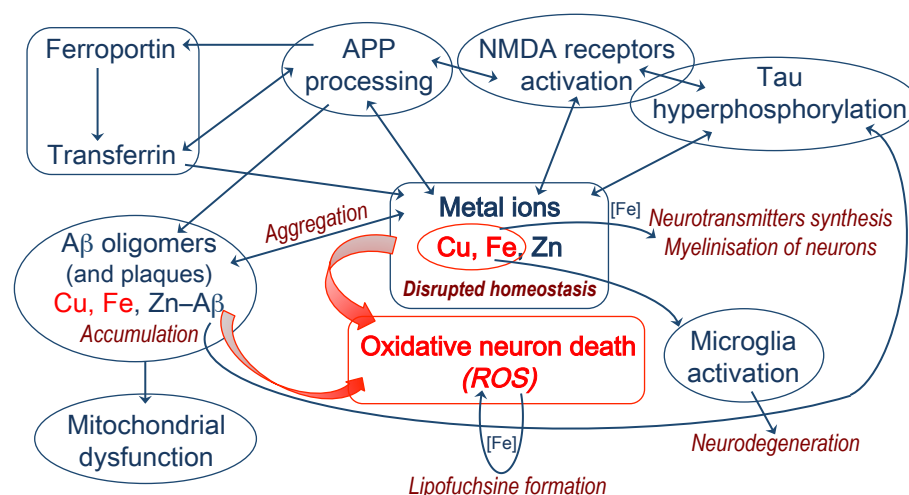 Ferroportin
Transferrin
APP
processing
NMDA receptors
activation
Tau
hyperphosphorylation
Aggregation
Metal ions
Cu, Fe, Zn
Disrupted homeostasis
[Fe]
Neurotransmitters synthesis
Myelinisation of neurons
Aβ oligomers
(and plaques)
Cu, Fe, Zn–Aβ
Accumulation
Oxidative neuron death
(ROS)
Microglia
activation
Mitochondrial
dysfunction
[Fe]
Lipofuchsine formation
Neurodegeneration